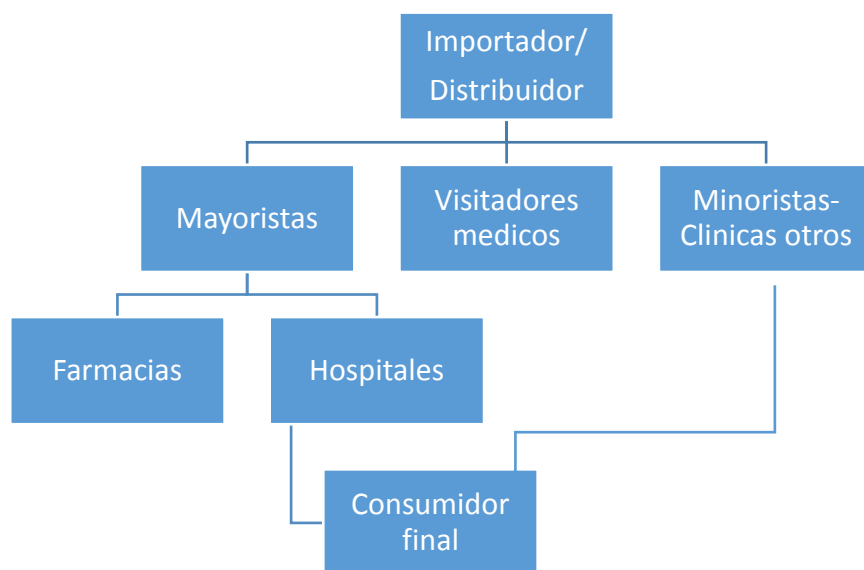 Importador/
Distribuidor
Mayoristas
Visitadores
medicos
Minoristas-
Clinicas otros
Farmacias
Hospitales
Consumidor
final